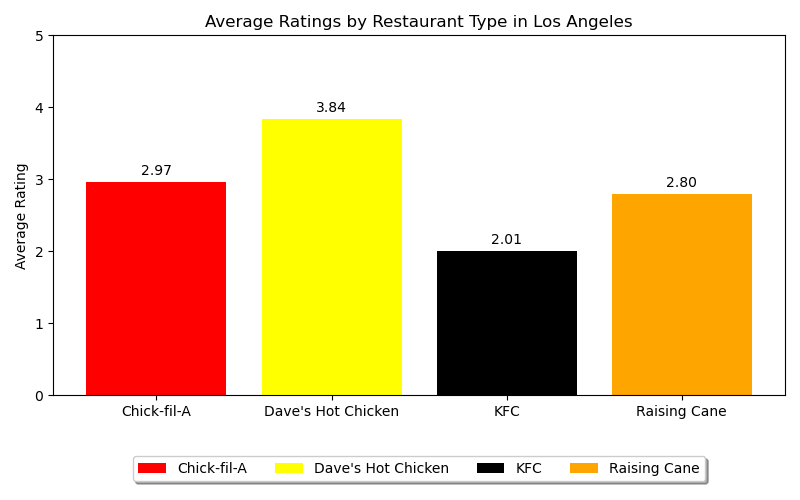 Average Ratings by Restaurant Type in Los Angeles
5
4
3
2
1
0
Average Rating
2.97
3.84
2.01
2.80
Chick-fil-A
Dave's Hot Chicken
KFC
Raising Cane
Chick-fil-A Dave's Hot Chicken KFC Raising Cane